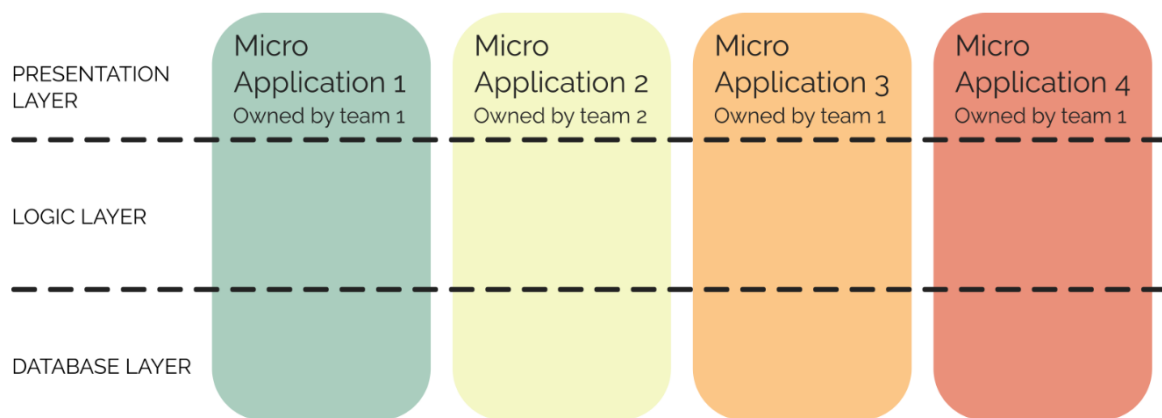 PRESENTATION
LAYER
Micro
Application 1
Owned by team 1
Micro
Application 2
Owned by team 2
Micro
Application 3
Owned by team 1
Micro
Application 4
Owned by team 1
LOGIC LAYER
DATABASE LAYER